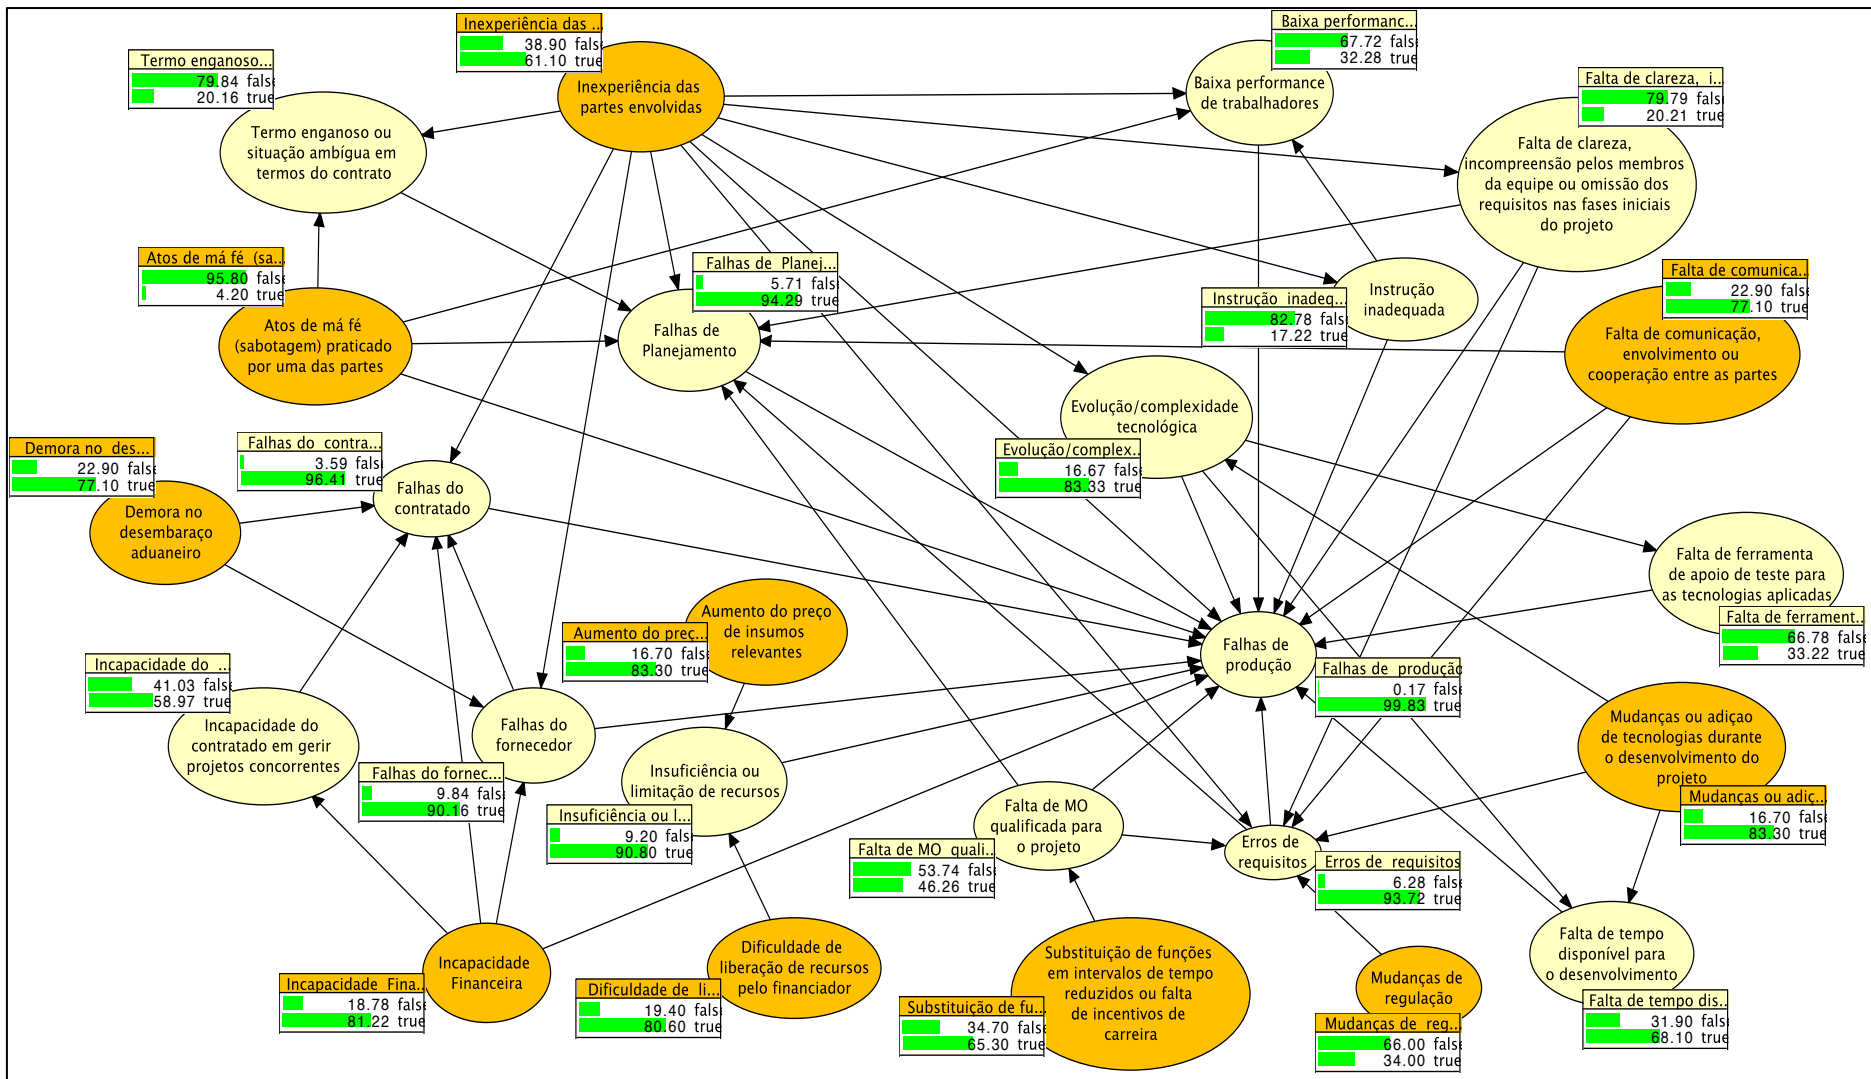 Inexperiência das ...
38.90 fals
61.10 true
Inexperiência das
partes envolvidas
Baixa performanc...
67.72 fals
32.28 true
Baixa performance
de trabalhadores
Termo enganoso...
79.84 fals
20.16 true
Termo enganoso ou
situação ambígua em
termos do contrato
Falta de clareza, i...
79.79 fals
20.21 true
Falta de clareza,
incompreensão pelos membros
da equipe ou omissão dos
requisitos nas fases iniciais
do projeto
Atos de má fé (sa...
95.80 fals
4.20 true
Atos de má fé
(sabotagem) praticado
por uma das partes
Falhas de Planej...
5.71 fals
94.29 true
Falhas de
Planejamento
Instrução inadeq...
82.78 fals
17.22 true
Instrução
inadequada
Falta de comunica...
22.90 fals
77.10 true
Falta de comunicação,
envolvimento ou
cooperação entre as partes
Evolução/complexidade
tecnológica
Evolução/complex...
16.67 fals
83.33 true
Demora no des...
22.90 fals
77.10 true
Demora no
desembaraço
aduaneiro
Falhas do contra...
3.59 fals
96.41 true
Falhas do
contratado
Falta de ferramenta
de apoio de teste para
as tecnologias aplicadas
Falta de ferrament...
66.78 fals
33.22 true
Aumento do preço
de insumos
relevantes
Aumento do preç...
16.70 fals
83.30 true
Falhas de
produção
Falhas de produção
0.17 fals
99.83 true
Incapacidade do ...
41.03 fals
58.97 true
Incapacidade do
contratado em gerir
projetos concorrentes
Falhas do
fornecedor
Falhas do fornec...
9.84 fals
90.16 true
Insuficiência ou
limitação de recursos
Insuficiência ou l...
9.20 fals
90.80 true
Mudanças ou adiçao
de tecnologias durante
o desenvolvimento do
projeto
Mudanças ou adiç...
16.70 fals
83.30 true
Falta de MO
qualificada para
o projeto
Falta de MO quali...
53.74 fals
46.26 true
Erros de
requisitos
Erros de requisitos
6.28 fals
93.72 true
Incapacidade
Financeira
Incapacidade Fina...
18.78 fals
81.22 true
Dificuldade de
liberação de recursos
pelo financiador
Dificuldade de li...
19.40 fals
80.60 true
Substituição de funções
em intervalos de tempo
reduzidos ou falta
de incentivos de
carreira
Substituição de fu...
34.70 fals
65.30 true
Mudanças de
regulação
Mudanças de reg...
66.00 fals
34.00 true
Falta de tempo
disponível para
o desenvolvimento
Falta de tempo dis...
31.90 fals
68.10 true